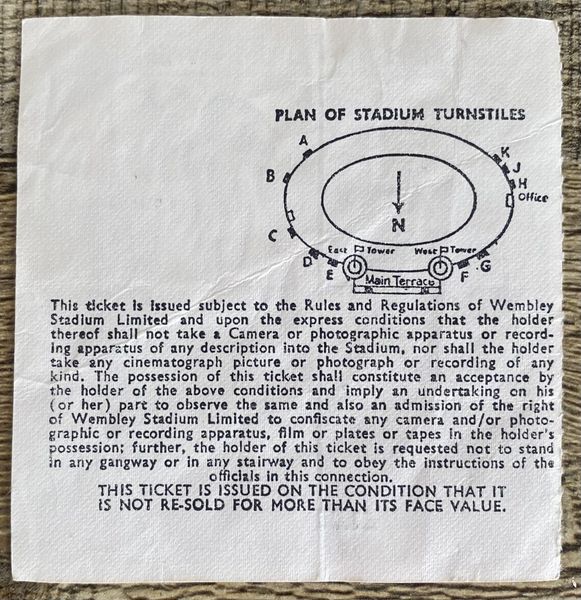 PLAN OF STADIUM TURNSTILES
A
K
J
B
H
Office
N
C
East Tower
West Tower
D
G
E
F
Main Terrace
This ticket is issued subject to the Rules and Regulations of Wembley
Stadium Limited and upon the express conditions that the holder
thereof shall not take a Camera or photographic apparatus or record-
ing apparatus of any description into the Stadium, nor shall the holder
take any cinematograph picture or photograph or recording of any
kind. The possession of this ticket shall constitute an acceptance by
the holder of the above conditions and imply an undertaking on his
(or her) part to observe the same and also an admission of the right
of Wembley Stadium Limited to confiscate any camera and/or photo-
graphic or recording apparatus, film or plates or tapes in the holder's
possession; further, the holder of this ticket is requested not to stand
in any gangway or in any stairway and to obey the instructions of the
officials in this connection.
THIS TICKET IS ISSUED ON THE CONDITION THAT IT
IS NOT RE-SOLD FOR MORE THAN ITS FACE VALUE.